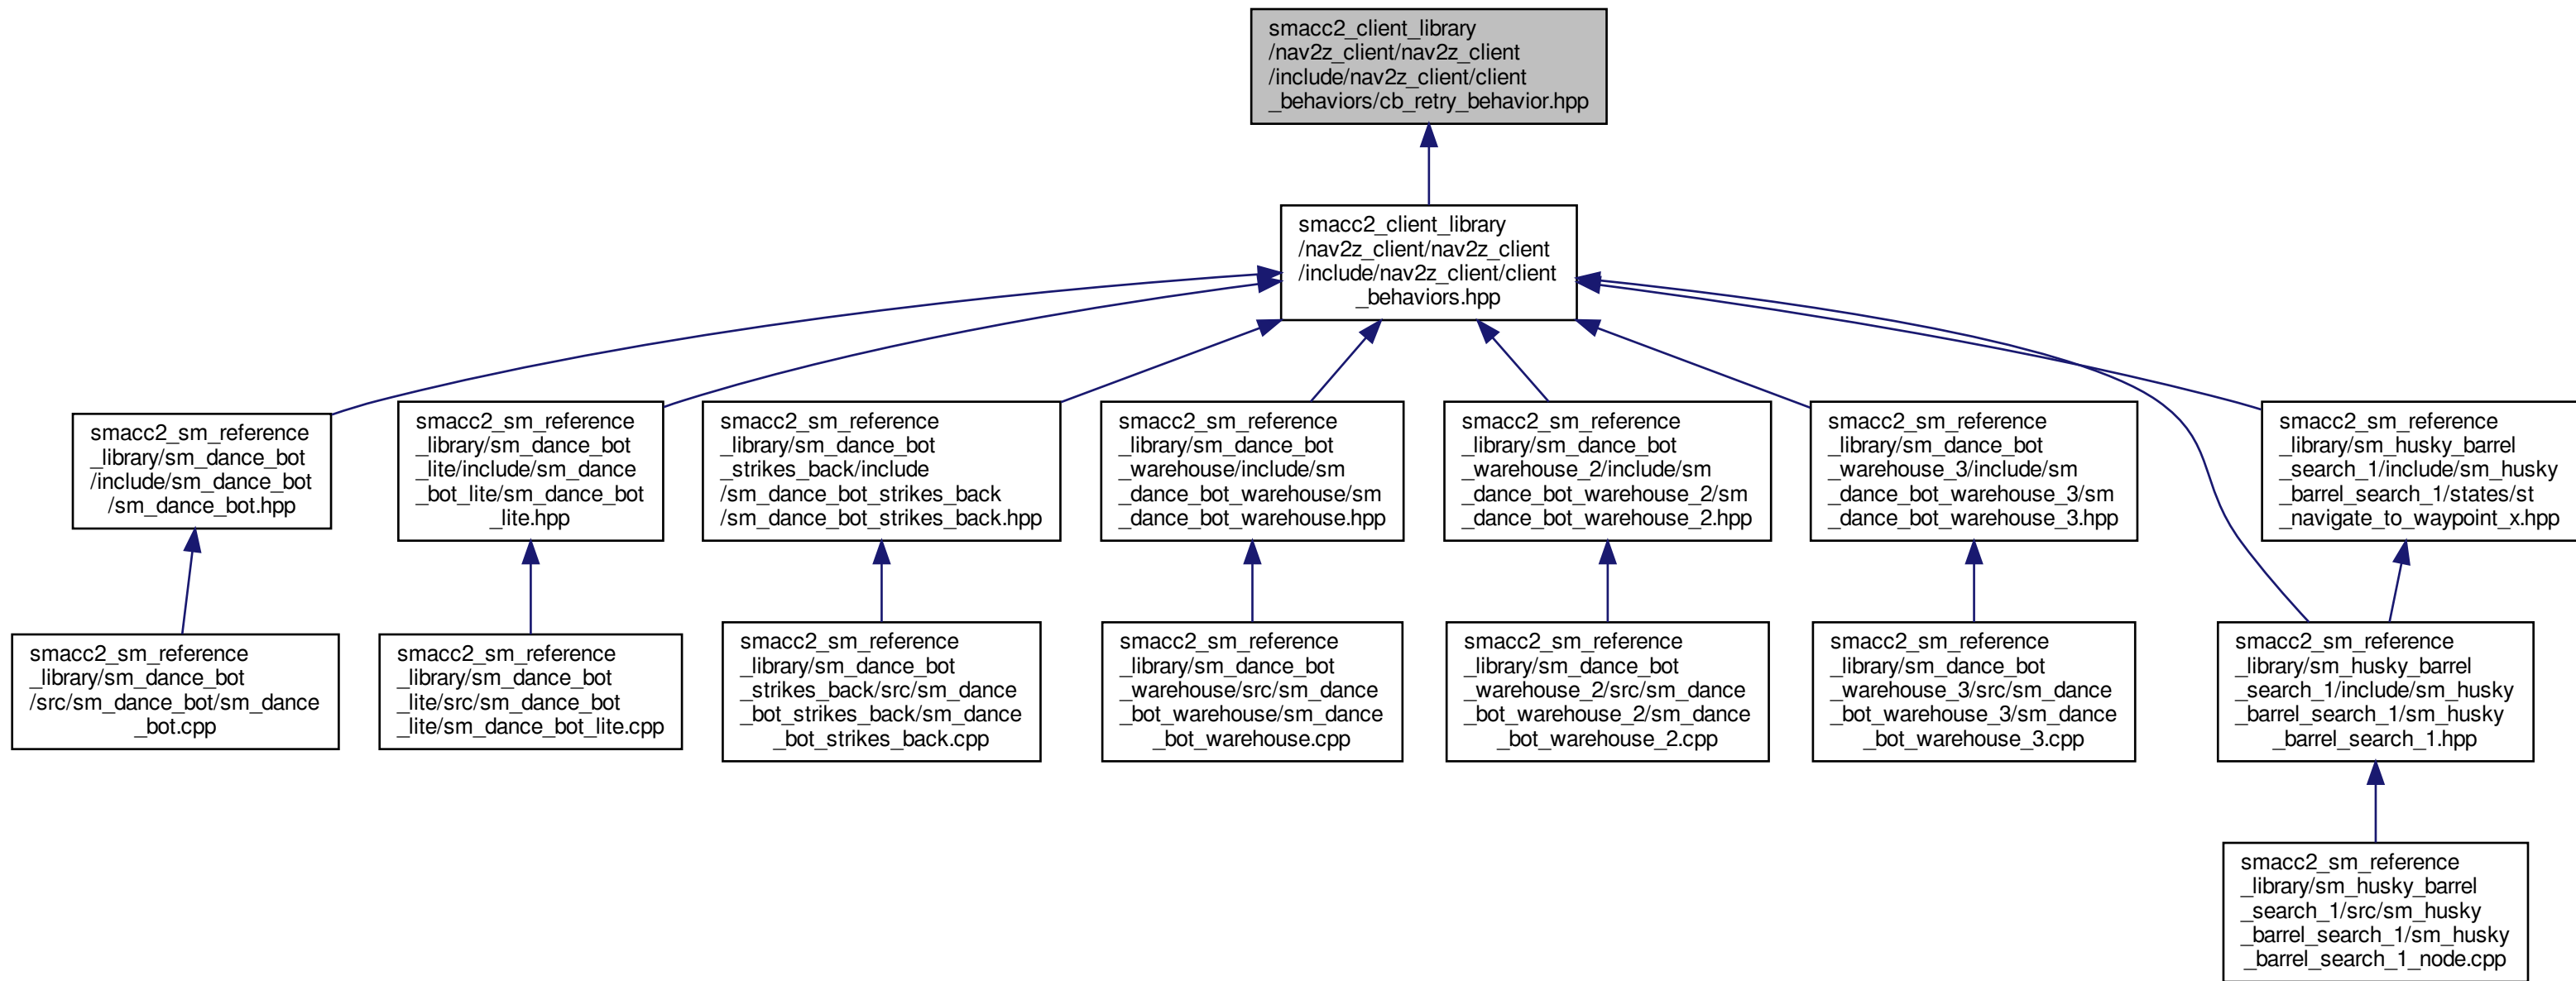 smacc2_client_library
/nav2z_client/nav2z_client
/include/nav2z_client/client
_behaviors/cb_retry_behavior.hpp
smacc2_client_library
/nav2z_client/nav2z_client
/include/nav2z_client/client
_behaviors.hpp
smacc2_sm_reference
_library/sm_dance_bot
/include/sm_dance_bot
/sm_dance_bot.hpp
smacc2_sm_reference
_library/sm_dance_bot
_lite/include/sm_dance
_bot_lite/sm_dance_bot
_lite.hpp
smacc2_sm_reference
_library/sm_dance_bot
_strikes_back/include
/sm_dance_bot_strikes_back
/sm_dance_bot_strikes_back.hpp
smacc2_sm_reference
_library/sm_dance_bot
_warehouse/include/sm
_dance_bot_warehouse/sm
_dance_bot_warehouse.hpp
smacc2_sm_reference
_library/sm_dance_bot
_warehouse_2/include/sm
_dance_bot_warehouse_2/sm
_dance_bot_warehouse_2.hpp
smacc2_sm_reference
_library/sm_dance_bot
_warehouse_3/include/sm
_dance_bot_warehouse_3/sm
_dance_bot_warehouse_3.hpp
smacc2_sm_reference
_library/sm_husky_barrel
_search_1/include/sm_husky
_barrel_search_1/states/st
_navigate_to_waypoint_x.hpp
smacc2_sm_reference
_library/sm_dance_bot
/src/sm_dance_bot/sm_dance
_bot.cpp
smacc2_sm_reference
_library/sm_dance_bot
_lite/src/sm_dance_bot
_lite/sm_dance_bot_lite.cpp
smacc2_sm_reference
_library/sm_dance_bot
_strikes_back/src/sm_dance
_bot_strikes_back/sm_dance
_bot_strikes_back.cpp
smacc2_sm_reference
_library/sm_dance_bot
_warehouse/src/sm_dance
_bot_warehouse/sm_dance
_bot_warehouse.cpp
smacc2_sm_reference
_library/sm_dance_bot
_warehouse_2/src/sm_dance
_bot_warehouse_2/sm_dance
_bot_warehouse_2.cpp
smacc2_sm_reference
_library/sm_dance_bot
_warehouse_3/src/sm_dance
_bot_warehouse_3/sm_dance
_bot_warehouse_3.cpp
smacc2_sm_reference
_library/sm_husky_barrel
_search_1/include/sm_husky
_barrel_search_1/sm_husky
_barrel_search_1.hpp
smacc2_sm_reference
_library/sm_husky_barrel
_search_1/src/sm_husky
_barrel_search_1/sm_husky
_barrel_search_1_node.cpp